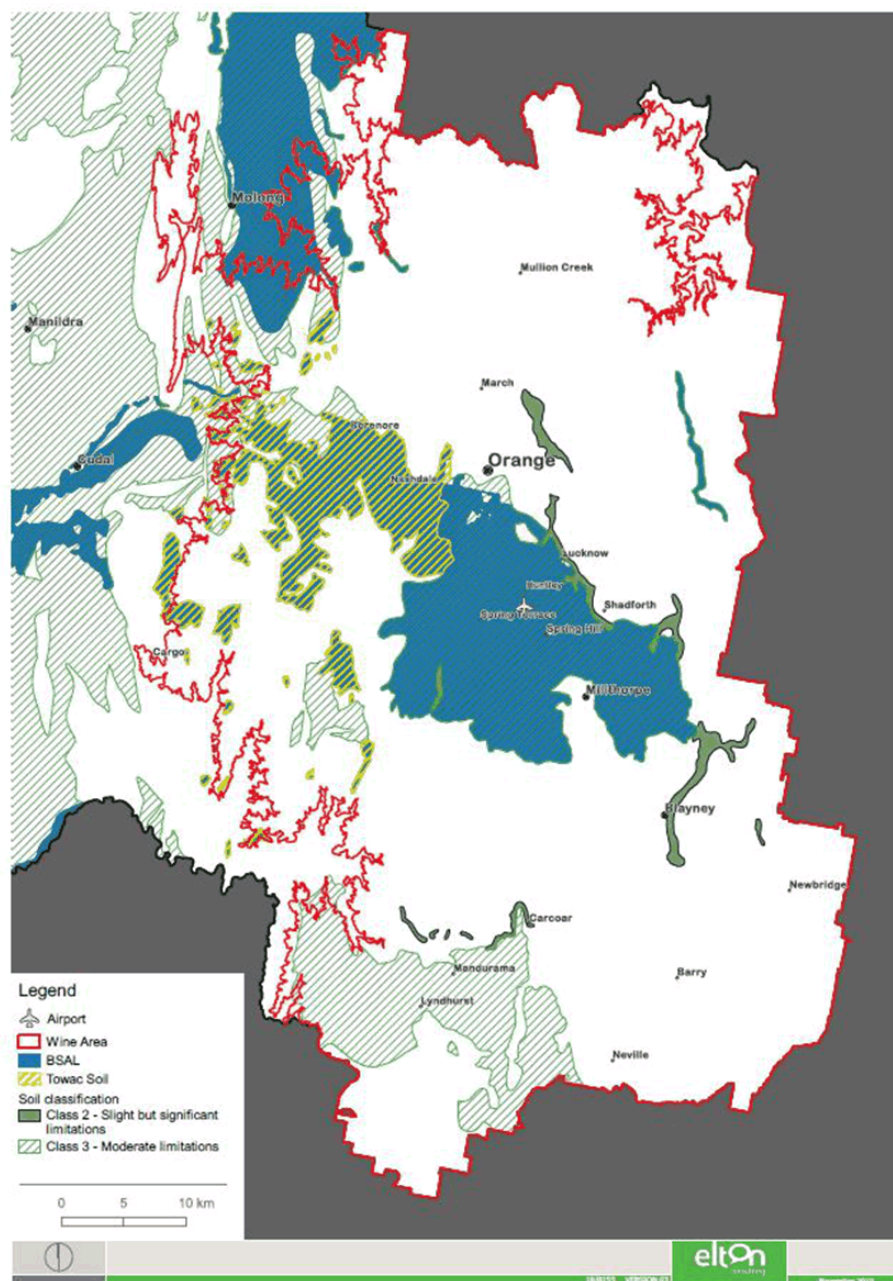 Molong
Mullion Creek
Manildra
March
Borenore
Orange
Cudal
Nashdale
Lucknow
Huntley
Shadforth
Spring Terrace
Spring Hill
Cargo
Millthorpe
Blayney
Newbridge
Carcoar
Mandurama
Barry
Lyndhurst
Neville
Legend
Airport
Wine Area
BSAL
Towac Soil
Soil classification
Class 2 - Slight but significant
limitations
Class 3 - Moderate limitations
0 5 10 km
elton
consulting